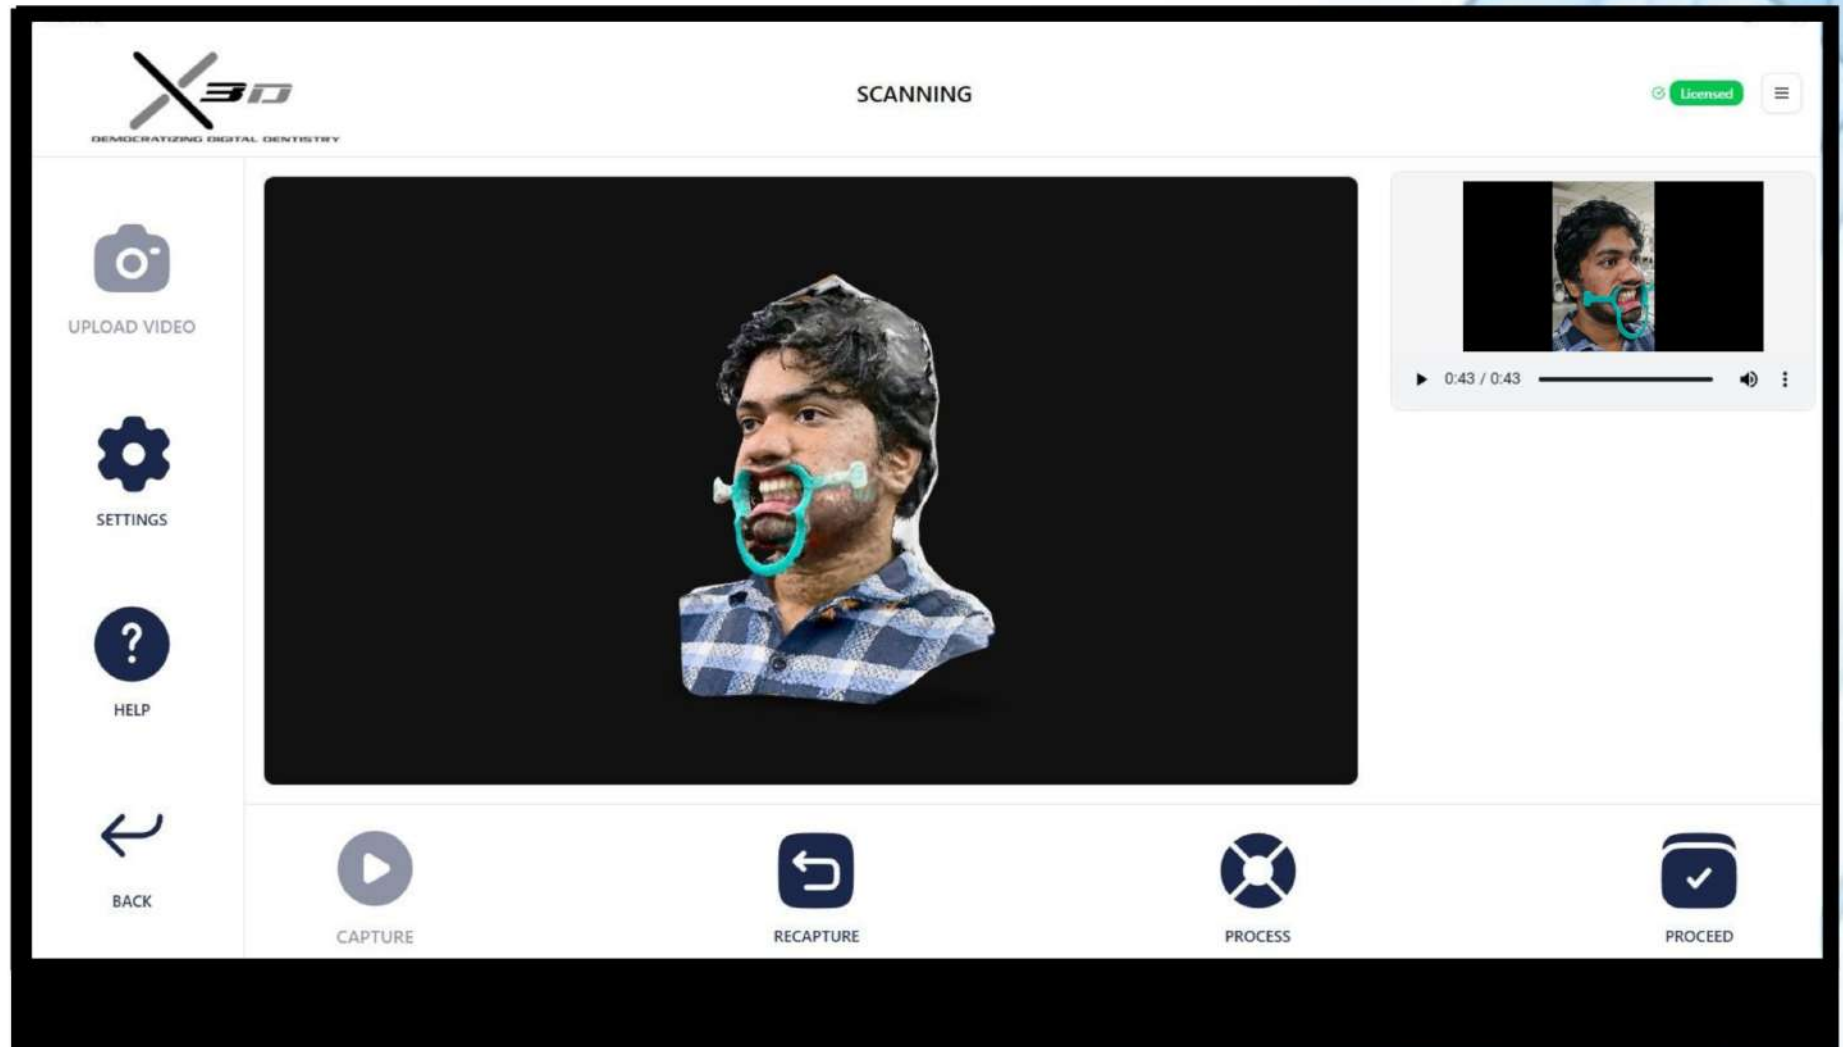 X3D
DEMOCRATIZING DIGITAL DENTISTRY
SCANNING
Licensed
UPLOAD VIDEO
SETTINGS
HELP
BACK
0:43 / 0:43
CAPTURE
RECAPTURE
PROCESS
PROCEED